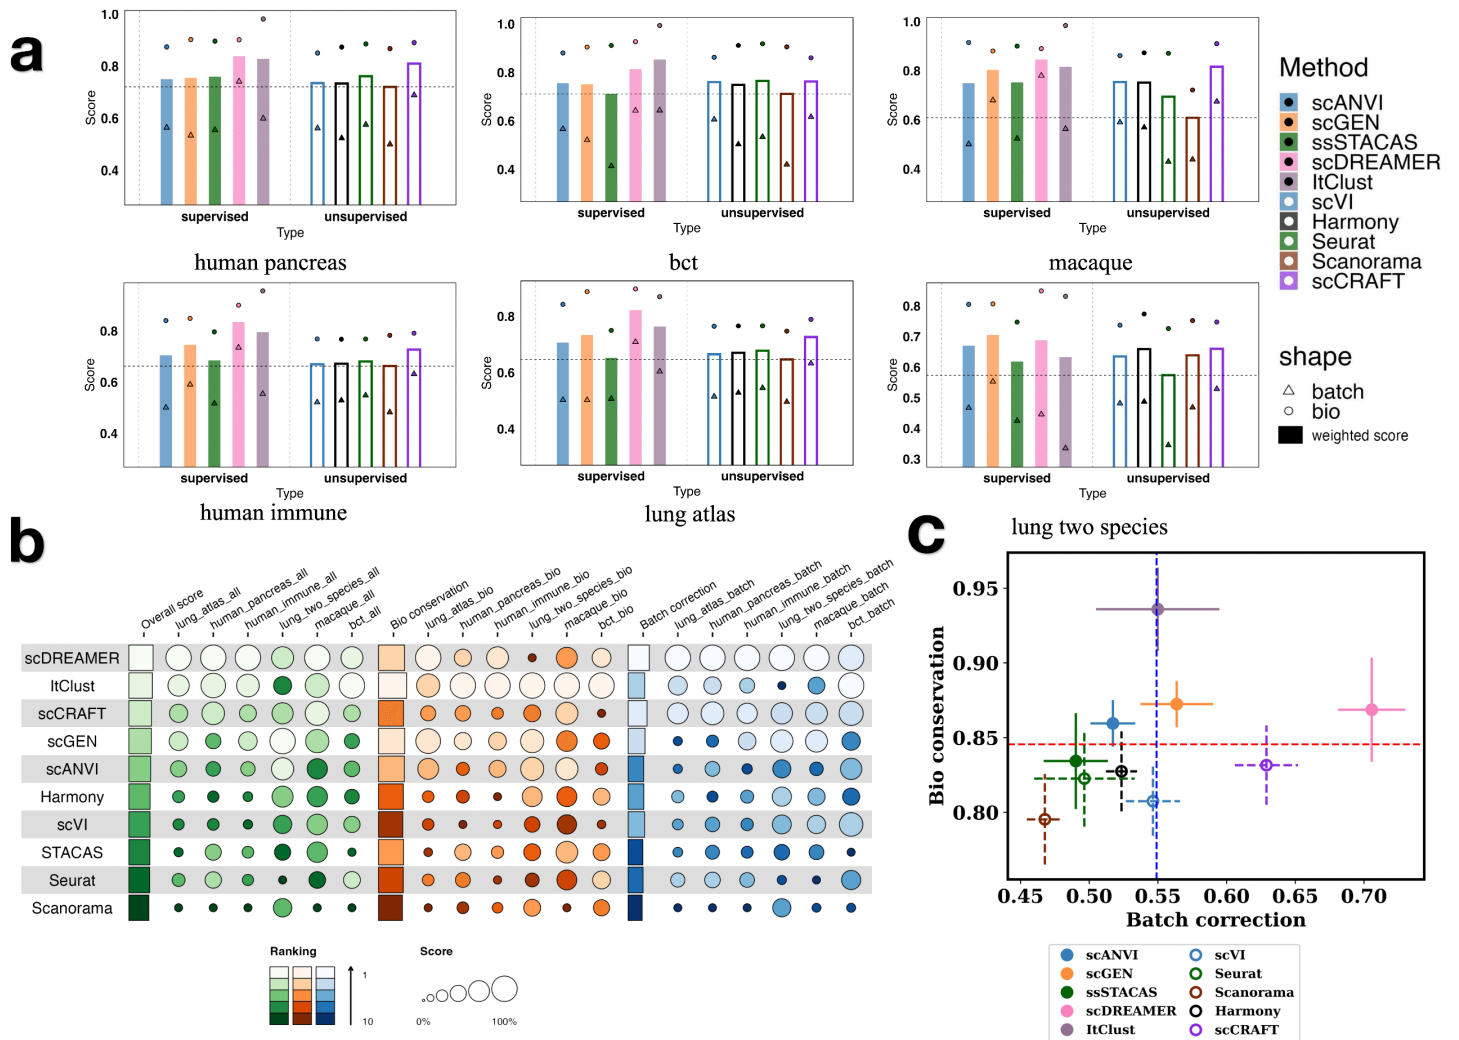 a
1.0
0.8
0.6
0.4
Score
supervised
unsupervised
Type
human pancreas
1.0
0.8
0.6
0.4
Score
supervised
unsupervised
Type
bct
1.0
0.8
0.6
0.4
Score
supervised
unsupervised
Type
macaque
Method
scANVI
scGEN
ssSTACAS
scDREAMER
ItClust
scVI
Harmony
Seurat
Scanorama
scCRAFT
0.8
0.6
0.4
Score
supervised
unsupervised
Type
human immune
0.8
0.6
0.4
Score
supervised
unsupervised
Type
lung atlas
0.8
0.7
0.6
0.5
0.4
0.3
Score
supervised
unsupervised
Type
lung two species
shape
batch
bio
weighted score
b
Overall score
lung_atlas_all
human_pancreas_all
human_immune_all
lung_two_species_all
macaque_all
bct_all
Bio conservation
lung_atlas_bio
human_pancreas_bio
human_immune_bio
lung_two_species_bio
macaque_bio
bct_bio
Batch correction
lung_atlas_batch
human_pancreas_batch
human_immune_batch
lung_two_species_batch
macaque_batch
bct_batch
scDREAMER
ItClust
scCRAFT
scGEN
scANVI
Harmony
scVI
STACAS
Seurat
Scanorama
Ranking
1
10
Score
0%
100%
c
Bio conservation
0.95
0.90
0.85
0.80
0.45
0.50
0.55
0.60
0.65
0.70
Batch correction
scANVI
scGEN
ssSTACAS
scDREAMER
ItClust
scVI
Seurat
Scanorama
Harmony
scCRAFT